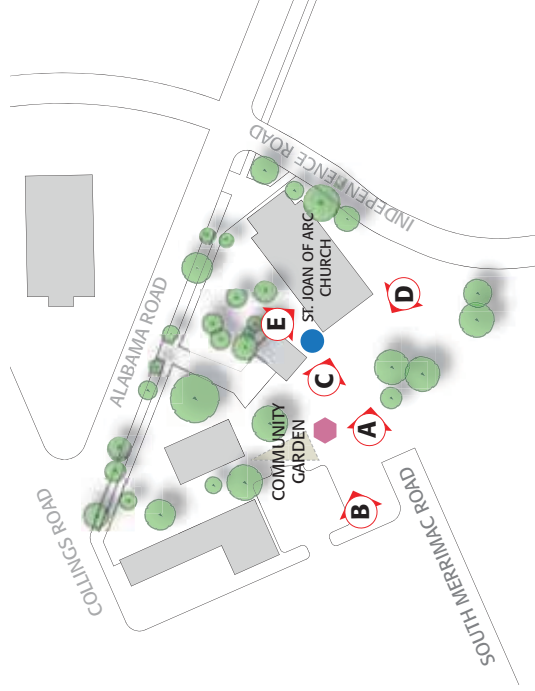 INDEPENDENCE ROAD
ALABAMA ROAD
COLLINGS ROAD
SOUTH MERRIMAC ROAD
ST. JOAN OF ARC
CHURCH
COMMUNITY
GARDEN
A
B
C
D
E